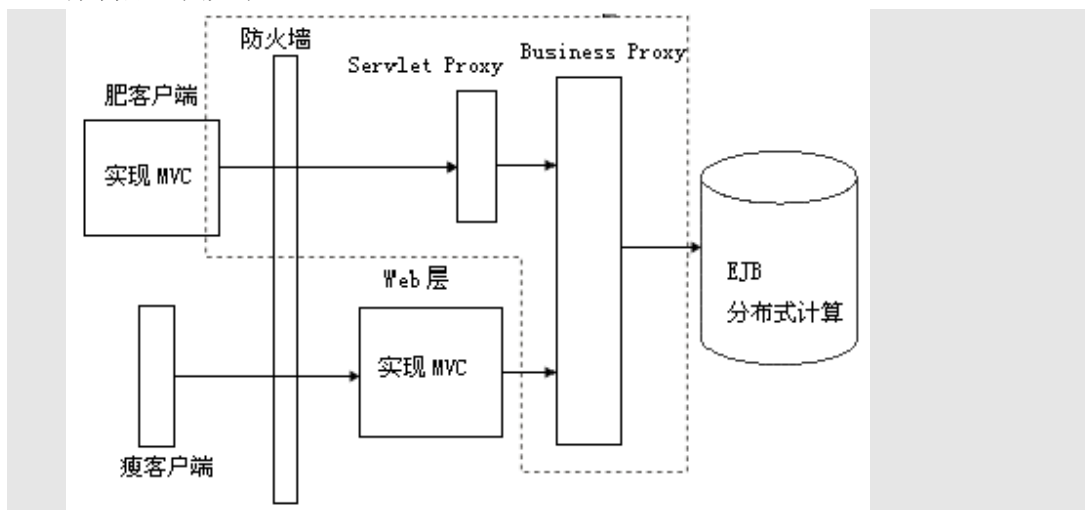 防火墙
Servlet Proxy
Business Proxy
肥客户端
实现 MVC
Web 层
EJB
分布式计算
实现 MVC
瘦客户端